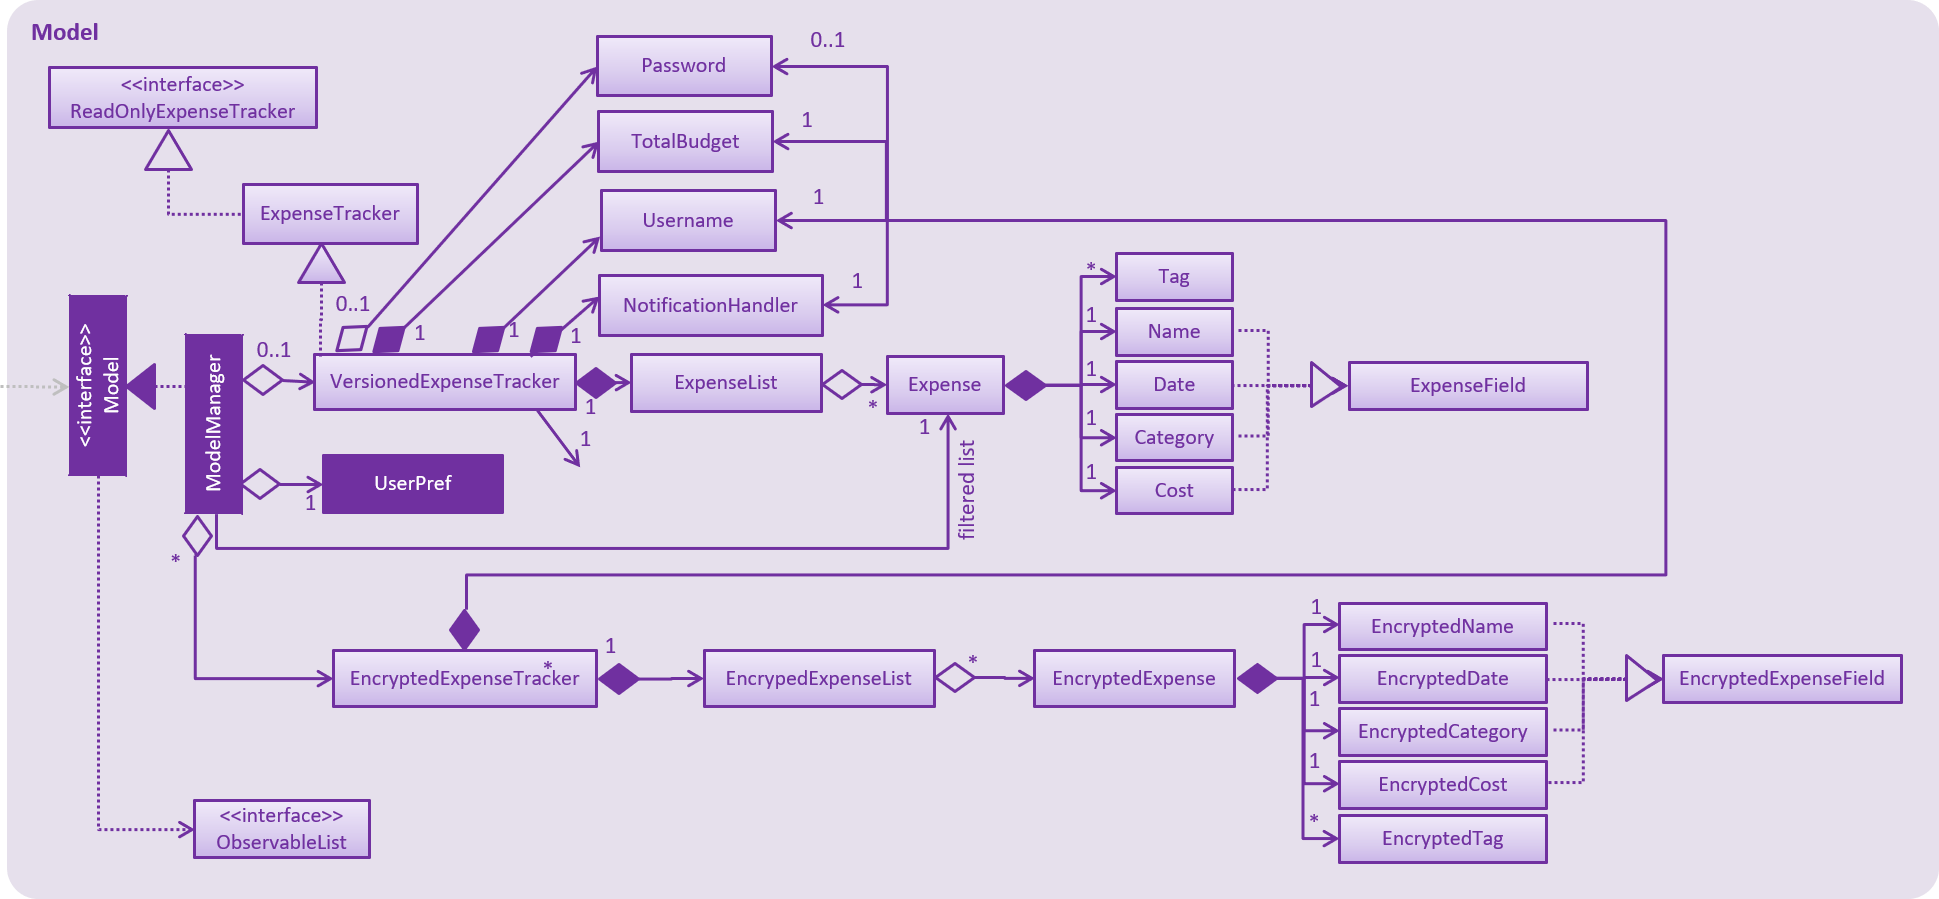 Model
<<interface>>
ReadOnlyExpenseTracker
ExpenseTracker
Password
0..1
TotalBudget
1
Username
1
NotificationHandler
1
0..1
1
1
1
<<interface>>
Model
ModelManager
0..1
VersionedExpenseTracker
1
1
ExpenseList
*
Expense
1
filtered list
*
Tag
1
Name
1
Date
1
Category
1
Cost
ExpenseField
UserPref
1
*
EncryptedExpenseTracker
*
1
EncrypedExpenseList
*
EncryptedExpense
1
EncryptedName
1
EncryptedDate
1
EncryptedCategory
1
EncryptedCost
*
EncryptedTag
EncryptedExpenseField
<<interface>>
ObservableList